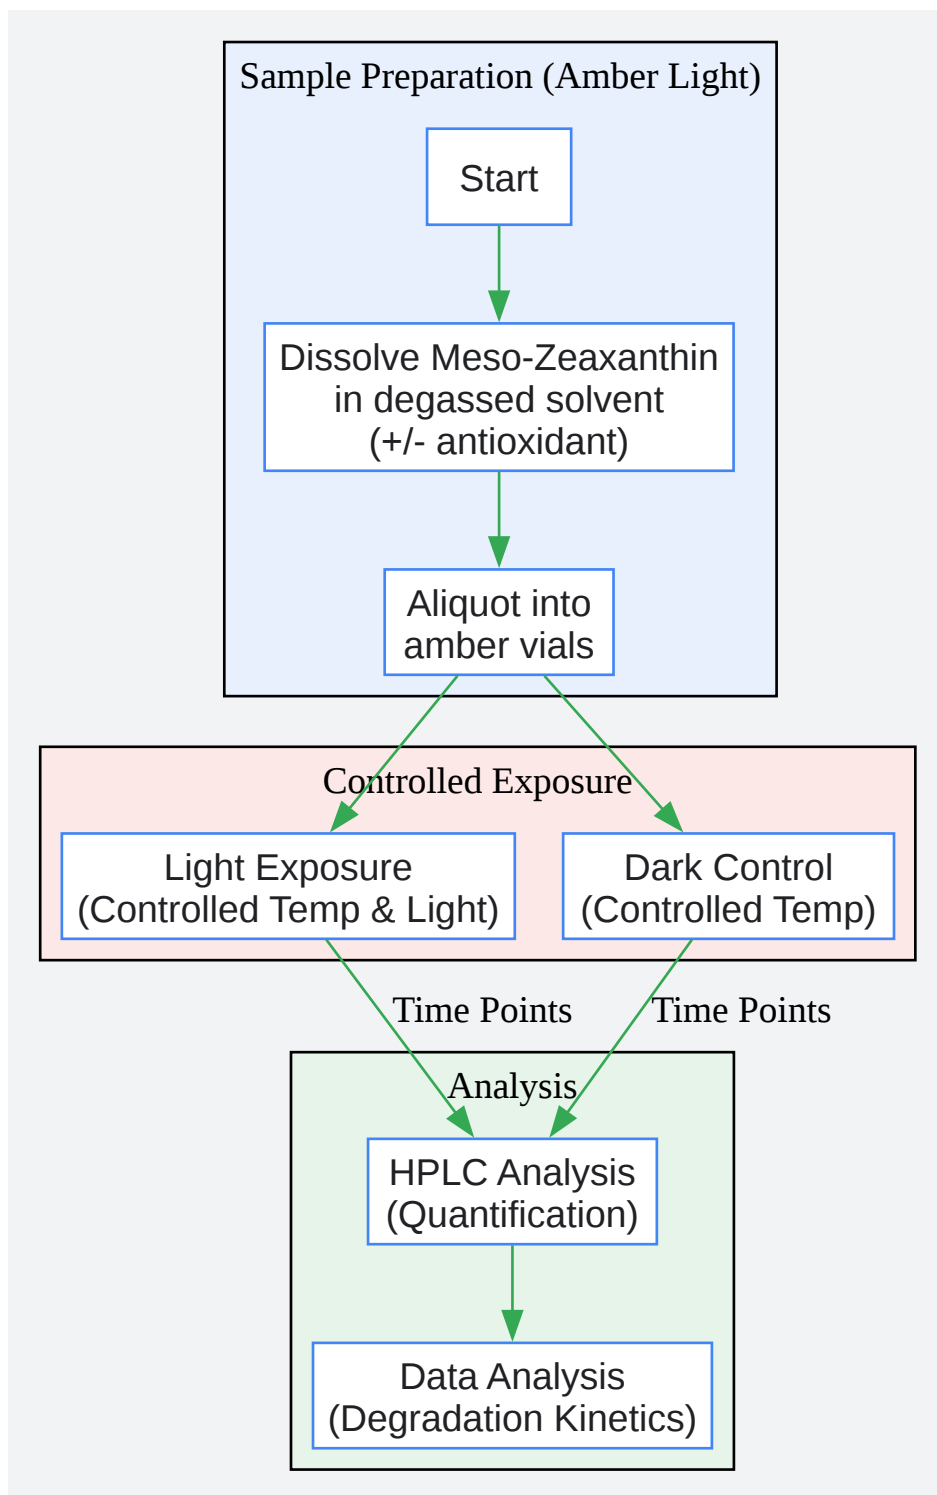 Sample Preparation (Amber Light)
Start
Dissolve Meso-Zeaxanthin
in degassed solvent
(+/- antioxidant)
Aliquot into
amber vials
Controlled Exposure
Light Exposure
(Controlled Temp & Light)
Dark Control
(Controlled Temp)
Time Points
Time Points
Analysis
HPLC Analysis
(Quantification)
Data Analysis
(Degradation Kinetics)